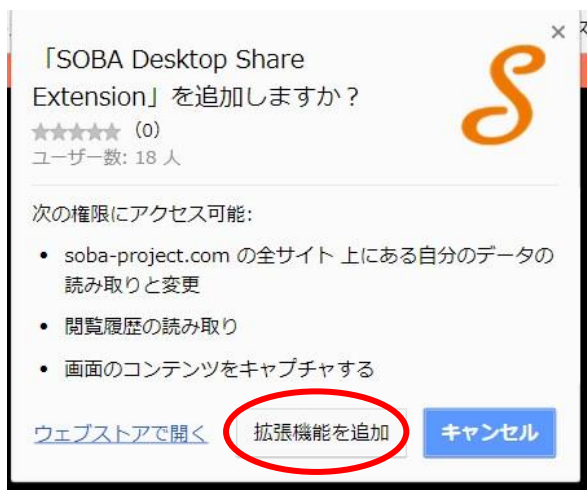 「SOBA Desktop Share
Extension」を追加しますか？
★★★★★ (0)
ユーザー数: 18 人
次の権限にアクセス可能:
• soba-project.com の全サイト 上にある自分のデータの
読み取りと変更
• 閲覧履歴の読み取り
• 画面のコンテンツをキャプチャする
ウェブストアで開く 拡張機能を追加 キャンセル